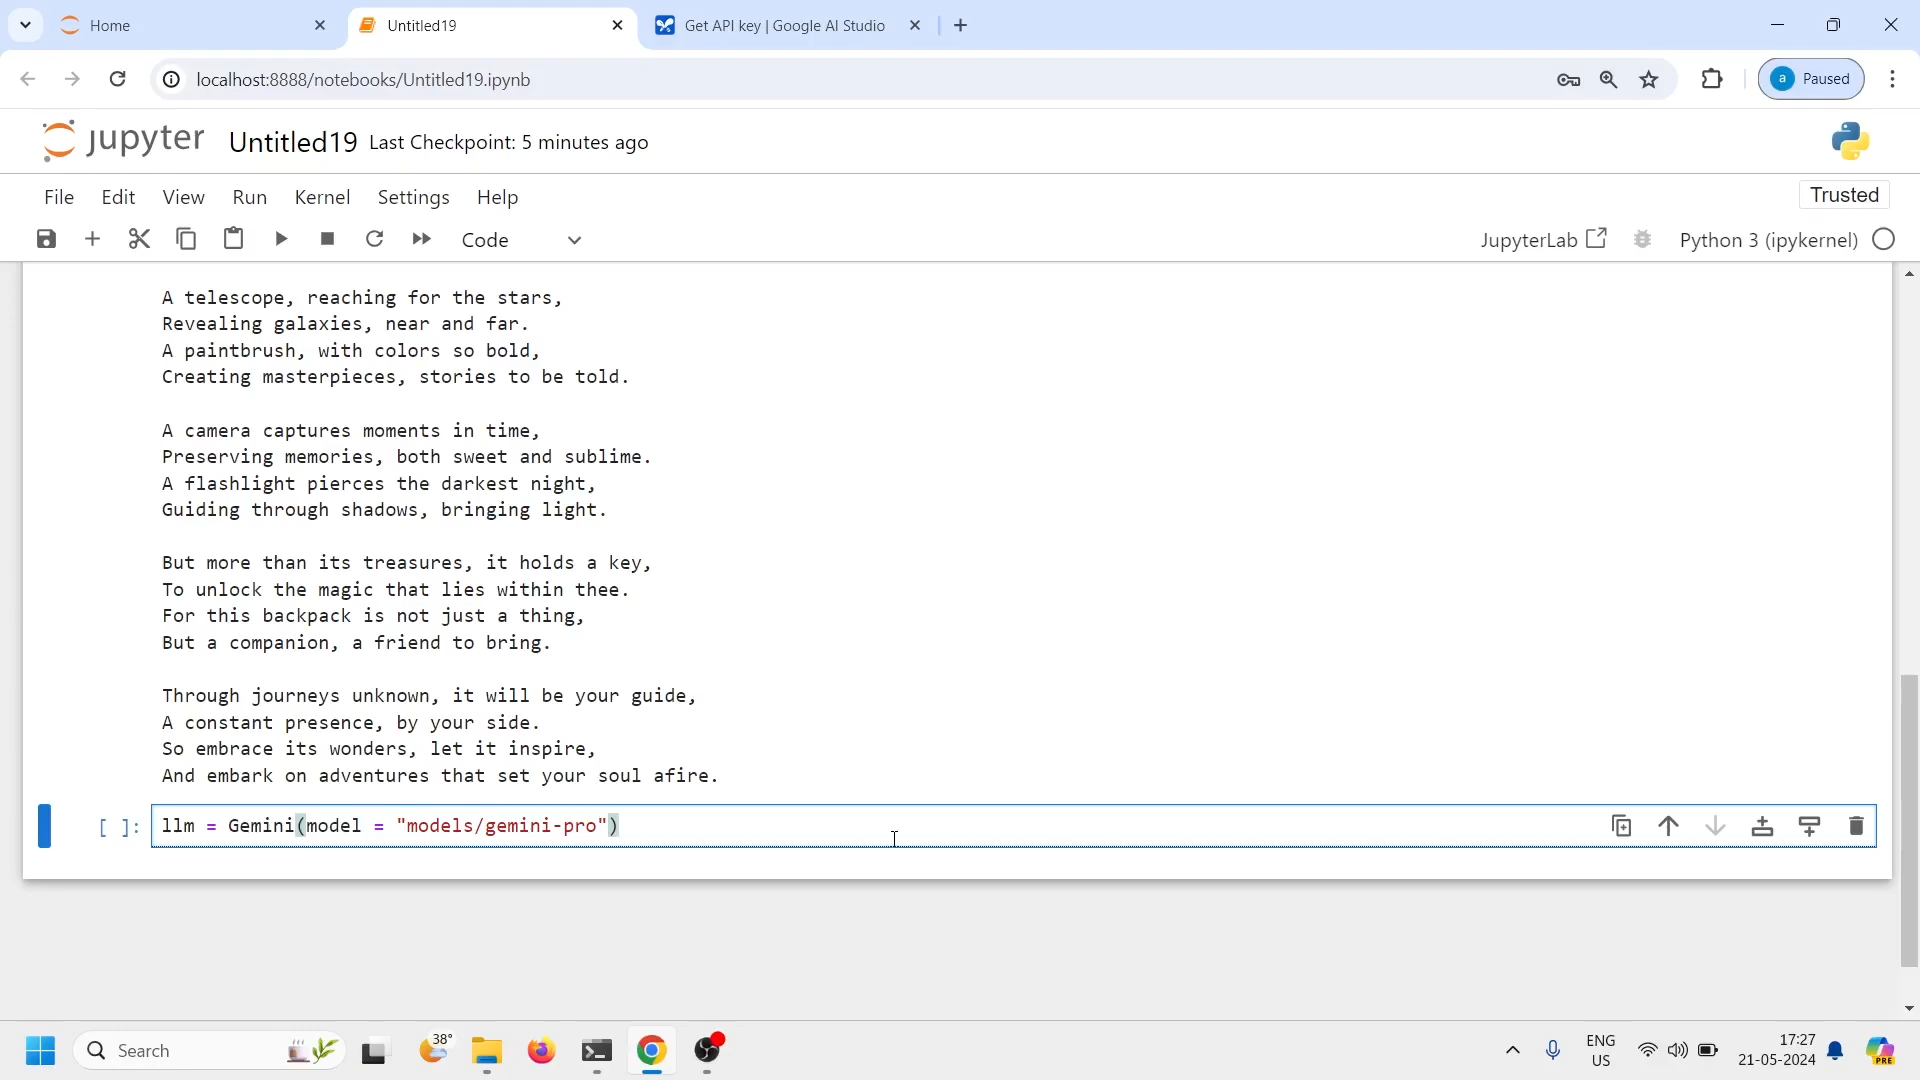 Home
Untitled19
Get API key | Google AI Studio
localhost:8888/notebooks/Untitled19.ipynb
a Paused
jupyter Untitled19 Last Checkpoint: 5 minutes ago
File Edit View Run Kernel Settings Help
Trusted
Code
JupyterLab
Python 3 (ipykernel)
A telescope, reaching for the stars,
Revealing galaxies, near and far.
A paintbrush, with colors so bold,
Creating masterpieces, stories to be told.
A camera captures moments in time,
Preserving memories, both sweet and sublime.
A flashlight pierces the darkest night,
Guiding through shadows, bringing light.
But more than its treasures, it holds a key,
To unlock the magic that lies within thee.
For this backpack is not just a thing,
But a companion, a friend to bring.
Through journeys unknown, it will be your guide,
A constant presence, by your side.
So embrace its wonders, let it inspire,
And embark on adventures that set your soul afire.
[ ]: llm = Gemini(model = "models/gemini-pro")
Search
38°
ENG
US
17:27
21-05-2024
PRE